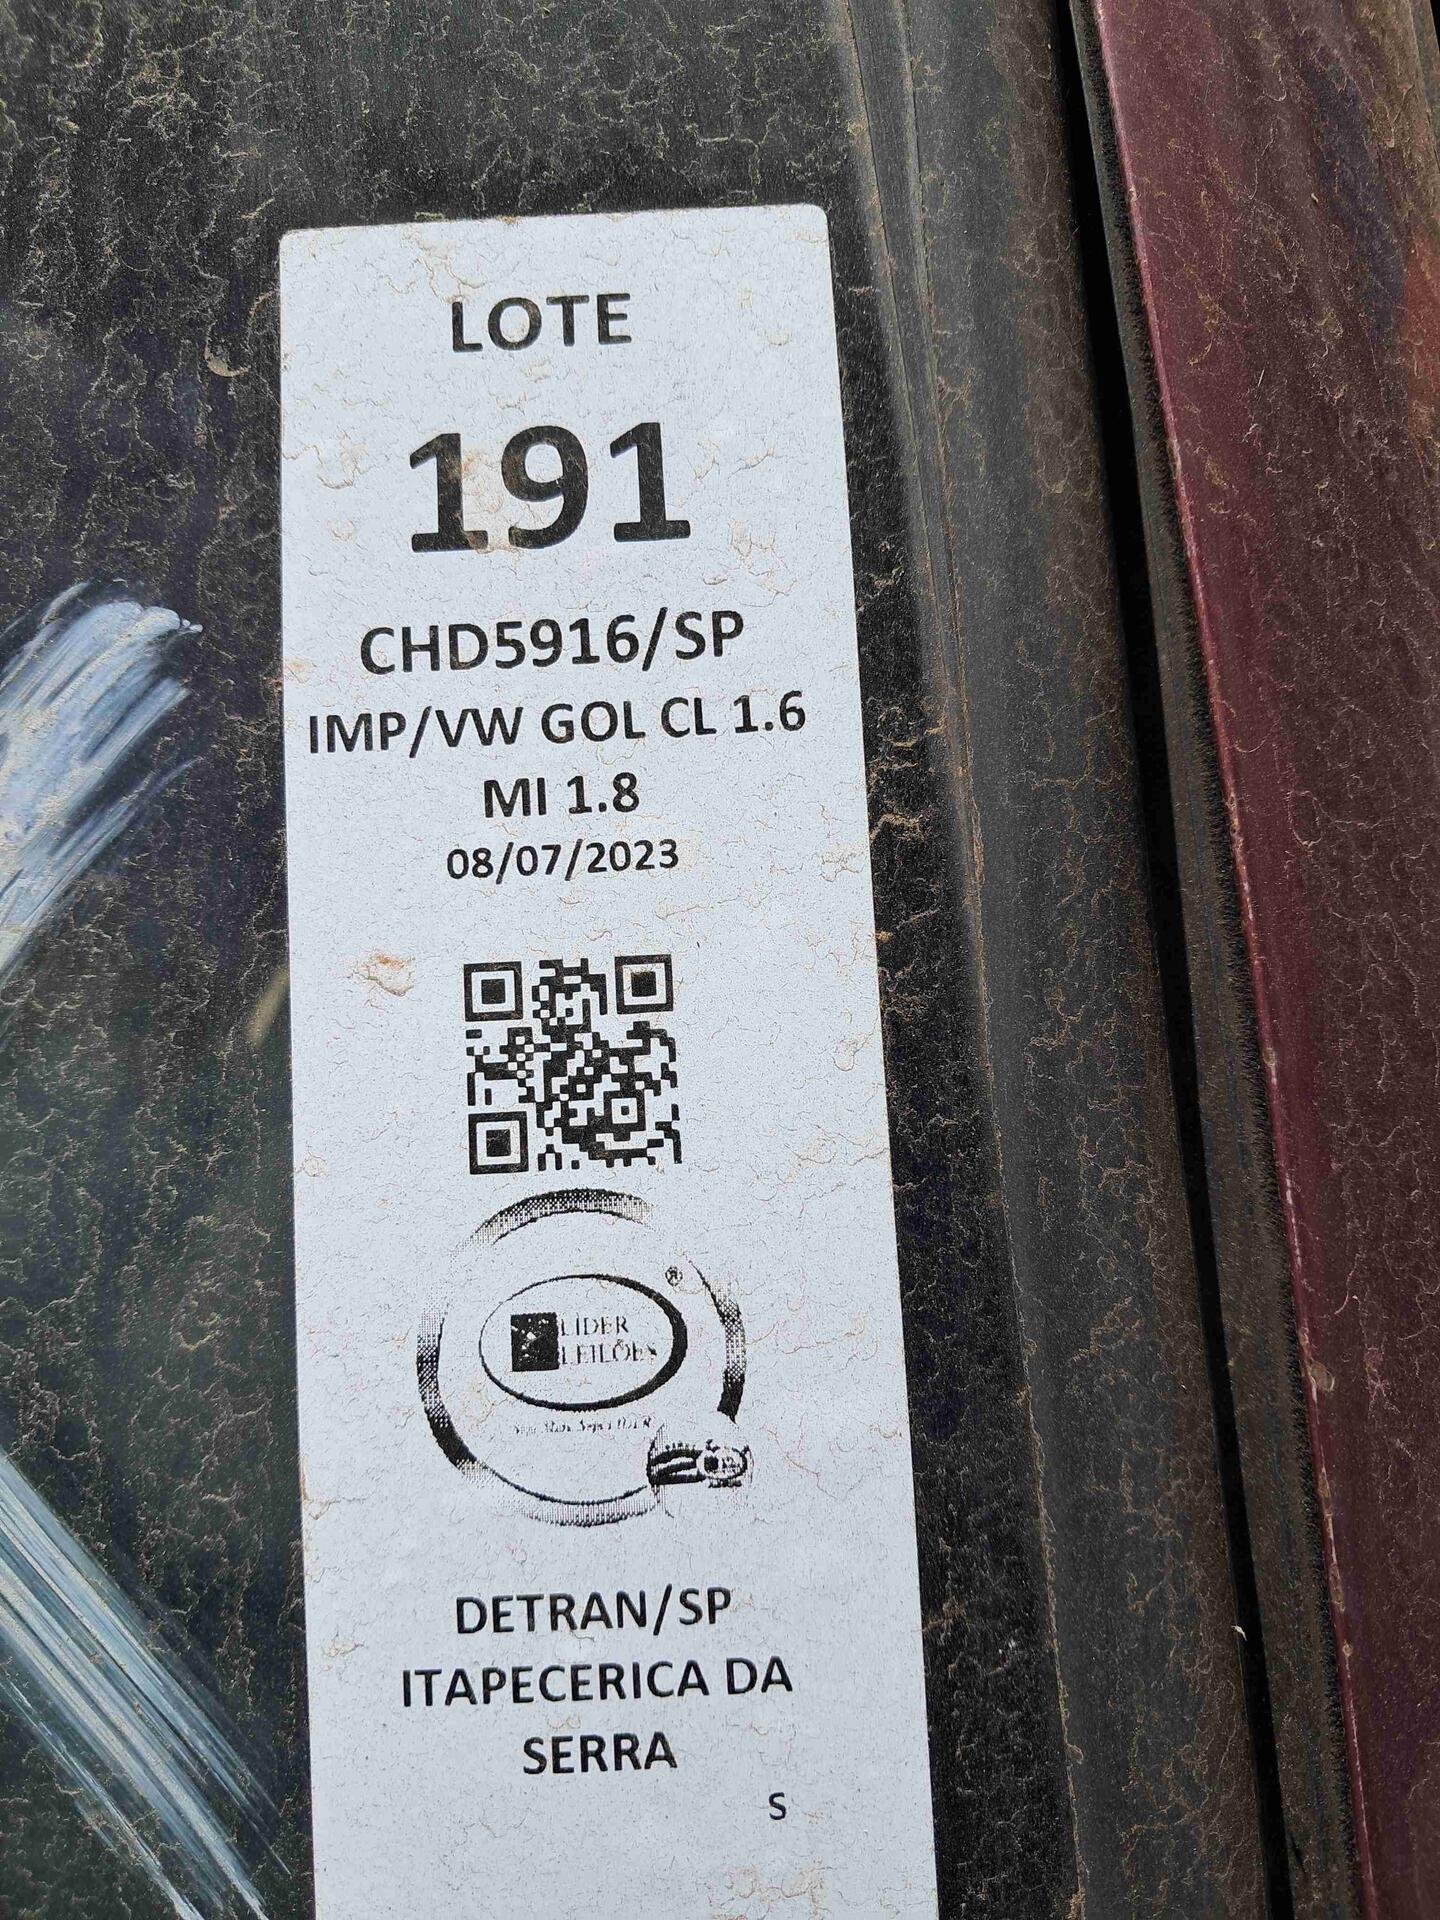 LOTE
191
CHD5916/SP
IMP/VW GOL CL 1.6
MI 1.8
08/07/2023
®
LÍDER
LEILÕES
DETRAN/SP
ITAPECERICA DA
SERRA
S